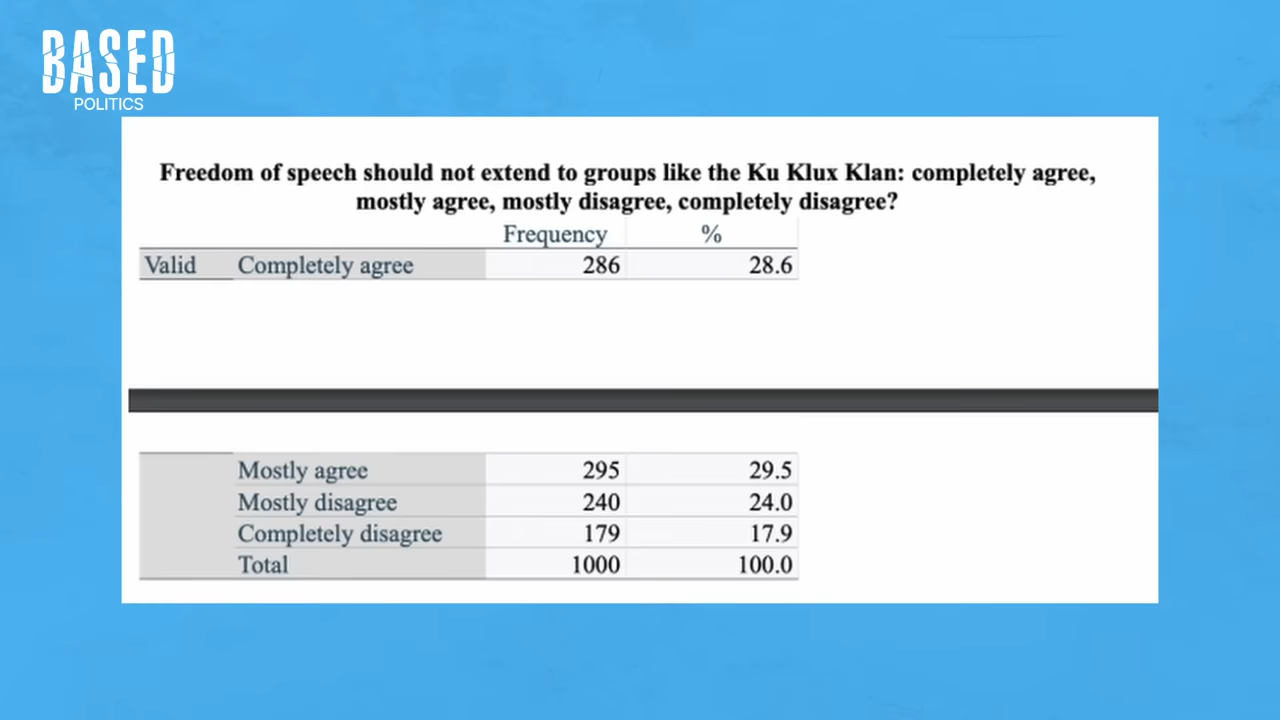 BASED
POLITICS
Freedom of speech should not extend to groups like the Ku Klux Klan: completely agree,
mostly agree, mostly disagree, completely disagree?
Frequency %
Valid Completely agree 286 28.6
Mostly agree 295 29.5
Mostly disagree 240 24.0
Completely disagree 179 17.9
Total 1000 100.0